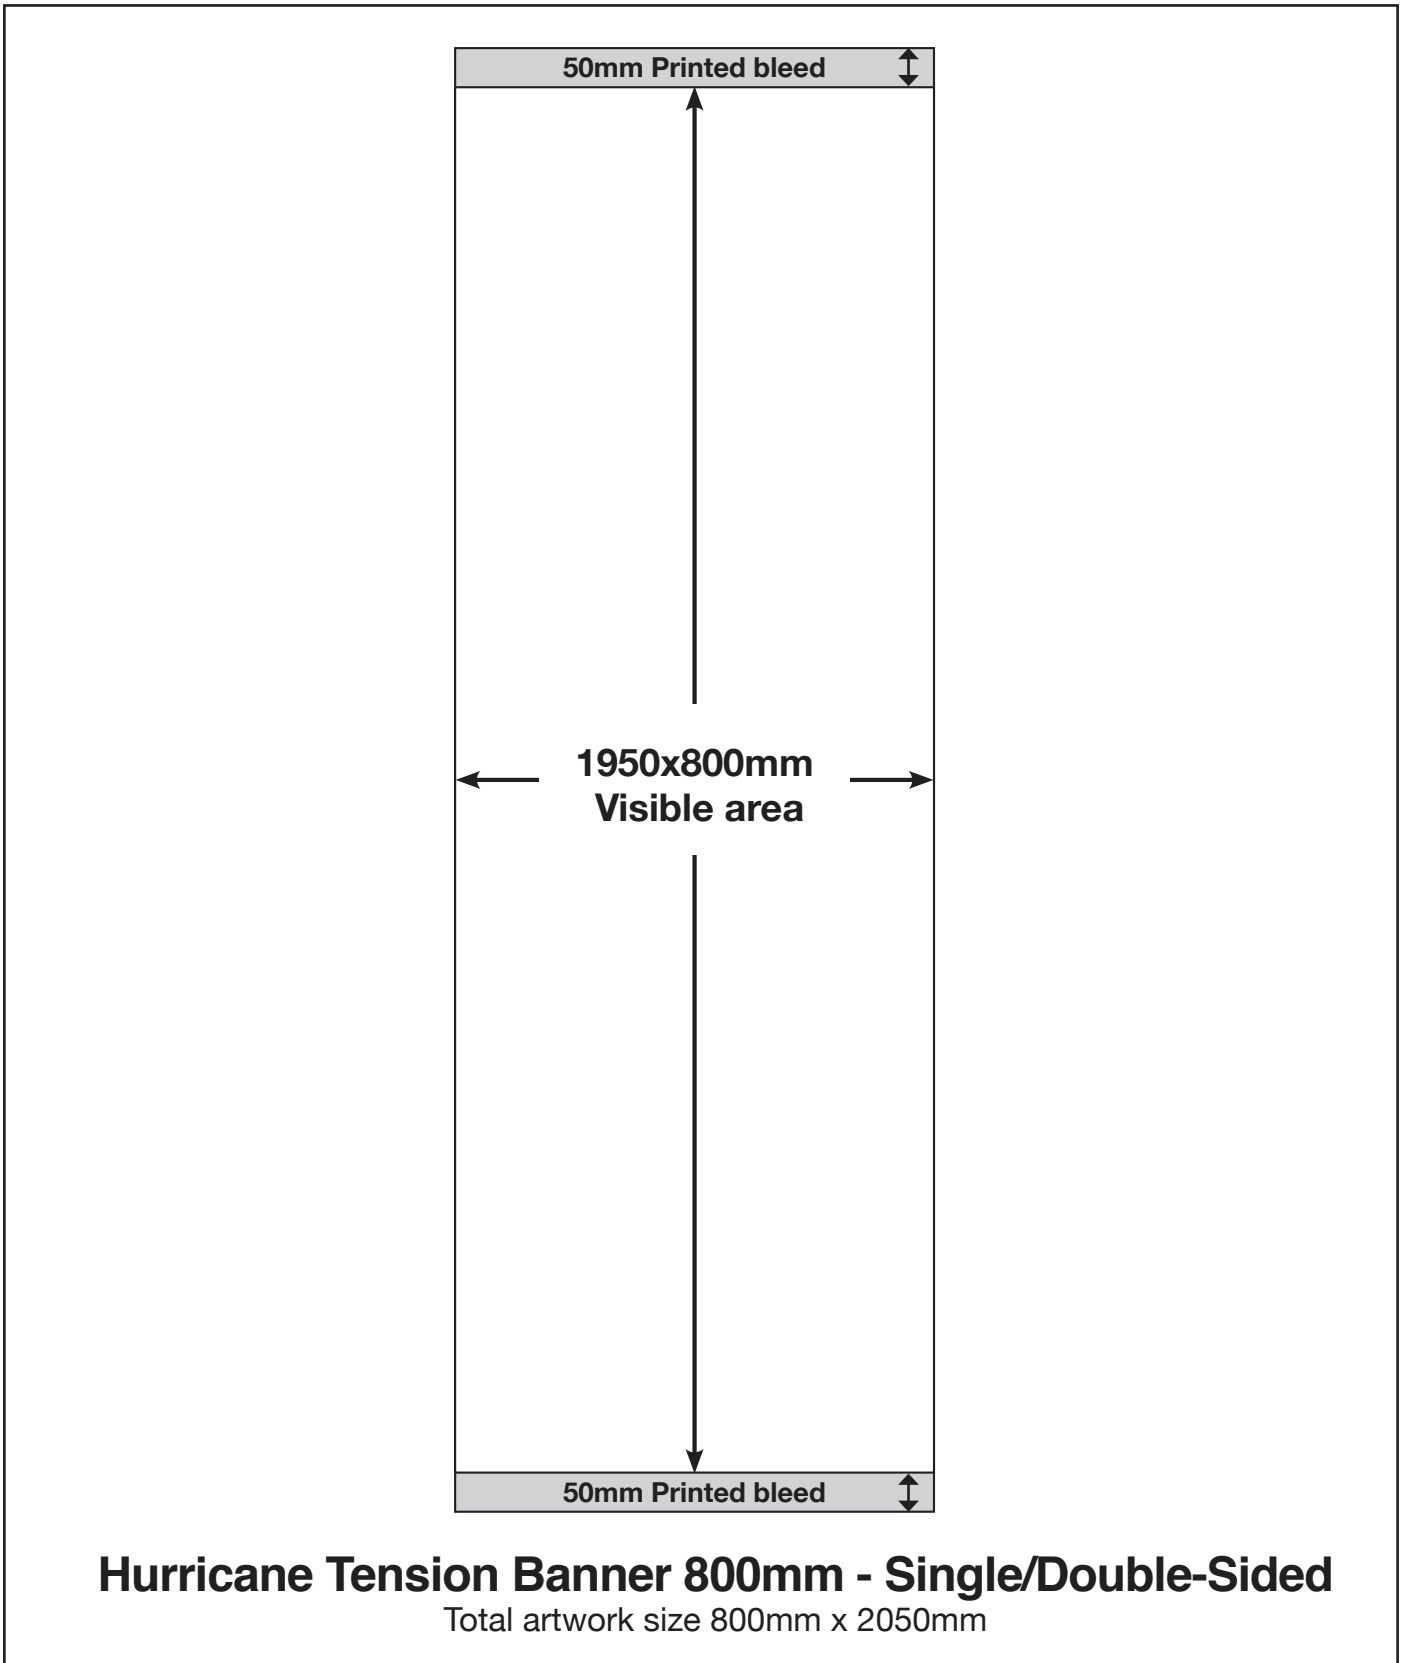 50mm Printed bleed
1950x800mm
Visible area
50mm Printed bleed
Hurricane Tension Banner 800mm - Single/Double-Sided
Total artwork size 800mm x 2050mm